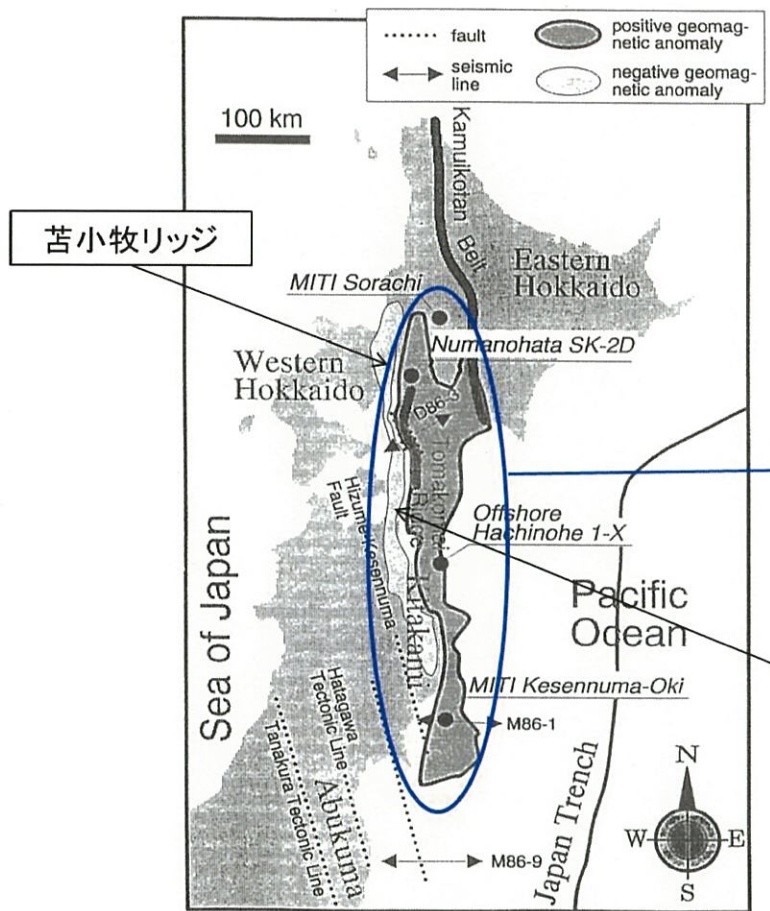 fault
positive geomag-
netic anomaly
seismic
line
negative geomag-
netic anomaly
100 km
Kamuikotan
Belt
苫小牧リッジ
Eastern
Hokkaido
MITI Sorachi
Numanohata SK-2D
Western
Hokkaido
D86-3
Tomakomai
Ridge
Hizume-Kesennuma
Fault
Offshore
Hachinohe 1-X
Sea of Japan
Pacific
Ocean
Kitakami
MITI Kesennuma-Oki
M86-1
Hatagawa
Tectonic Line
Tanakura Tectonic Line
Abukuma
Japan Trench
N
W
E
S
M86-9